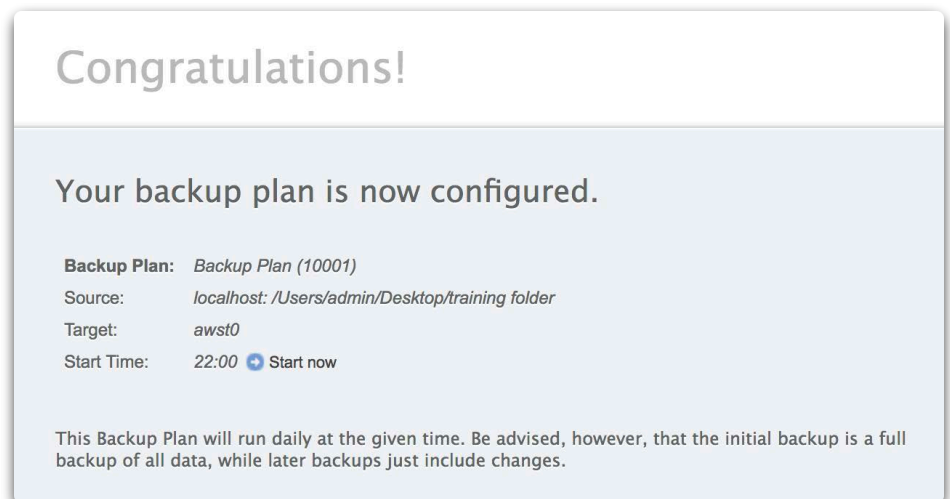 Congratulations!
Your backup plan is now configured.
Backup Plan: Backup Plan (10001)
Source: localhost: /Users/admin/Desktop/training folder
Target: awst0
Start Time: 22:00 Start now
This Backup Plan will run daily at the given time. Be advised, however, that the initial backup is a full
backup of all data, while later backups just include changes.